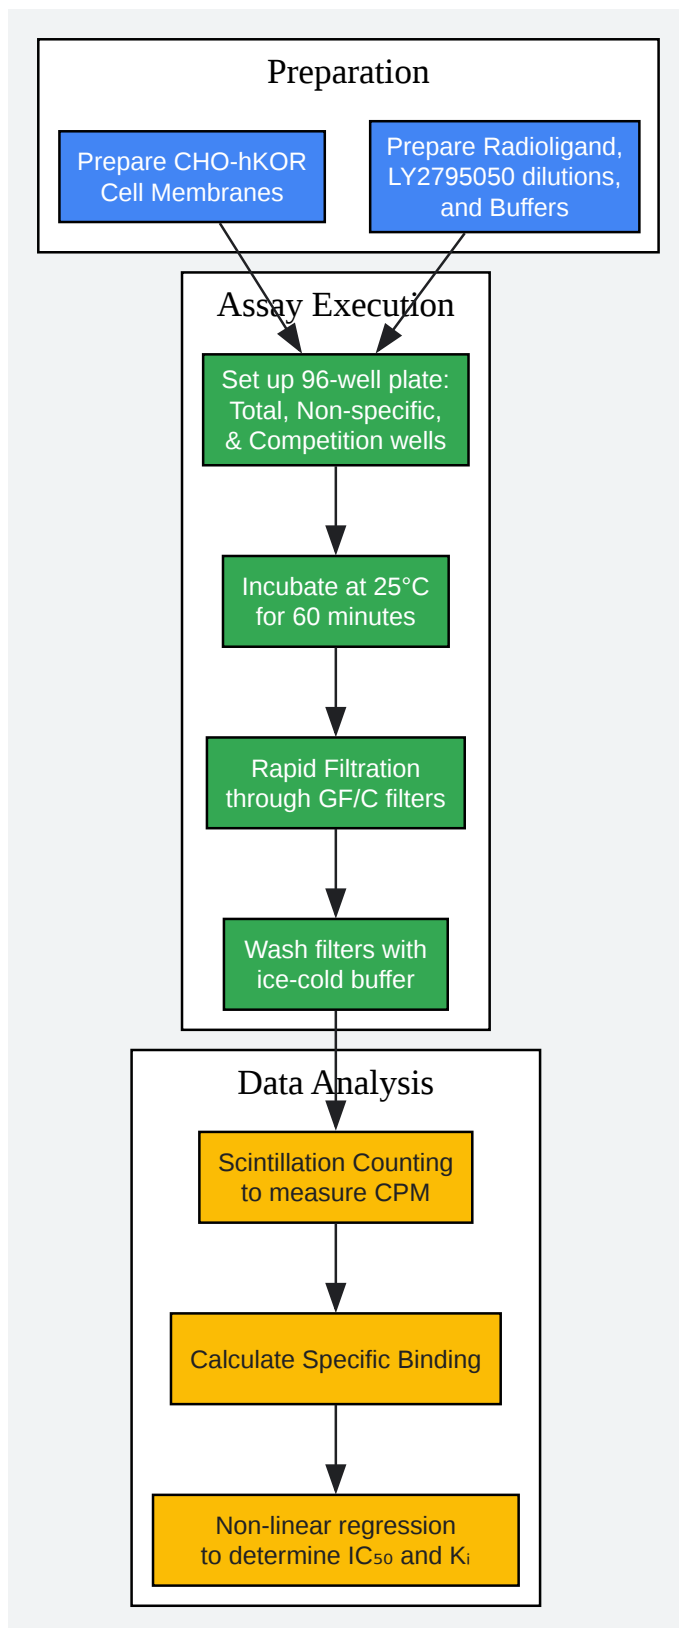 Preparation
Prepare CHO-hKOR
Cell Membranes
Prepare Radioligand,
LY2795050 dilutions,
and Buffers
Assay Execution
Set up 96-well plate:
Total, Non-specific,
& Competition wells
Incubate at 25°C
for 60 minutes
Rapid Filtration
through GF/C filters
Wash filters with
ice-cold buffer
Data Analysis
Scintillation Counting
to measure CPM
Calculate Specific Binding
Non-linear regression
to determine IC₅₀ and Kᵢ